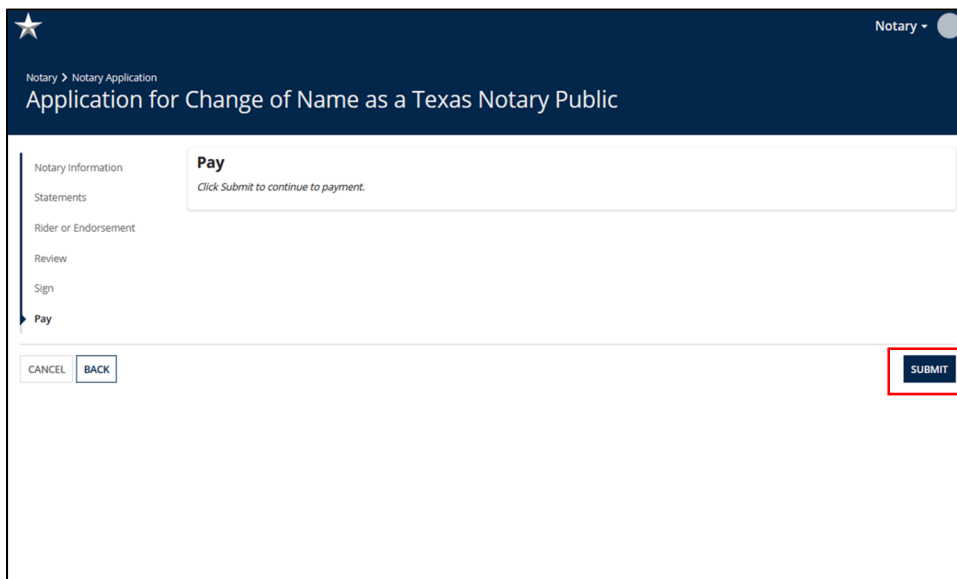 Notary
Notary > Notary Application
Application for Change of Name as a Texas Notary Public
Notary Information
Statements
Rider or Endorsement
Review
Sign
Pay
Pay
Click Submit to continue to payment.
CANCEL
BACK
SUBMIT